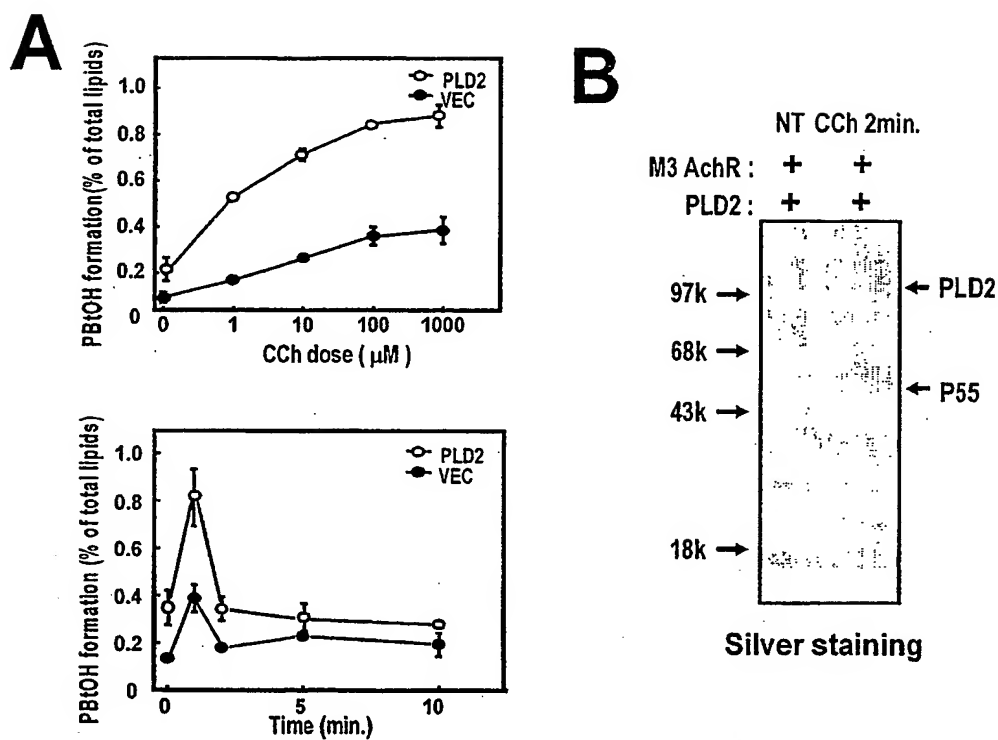 A
PBtOH formation(% of total lipids)
1.0
0.8
0.6
0.4
0.2
0
PLD2
VEC
0 1 10 100 1000
CCh dose ( µM )
PBtOH formation (% of total lipids)
1.0
0.8
0.6
0.4
0.2
0
PLD2
VEC
0 5 10
Time (min.)
B
NT CCh 2min.
M3 AchR : + +
PLD2 : + +
97k
68k
43k
18k
PLD2
P55
Silver staining